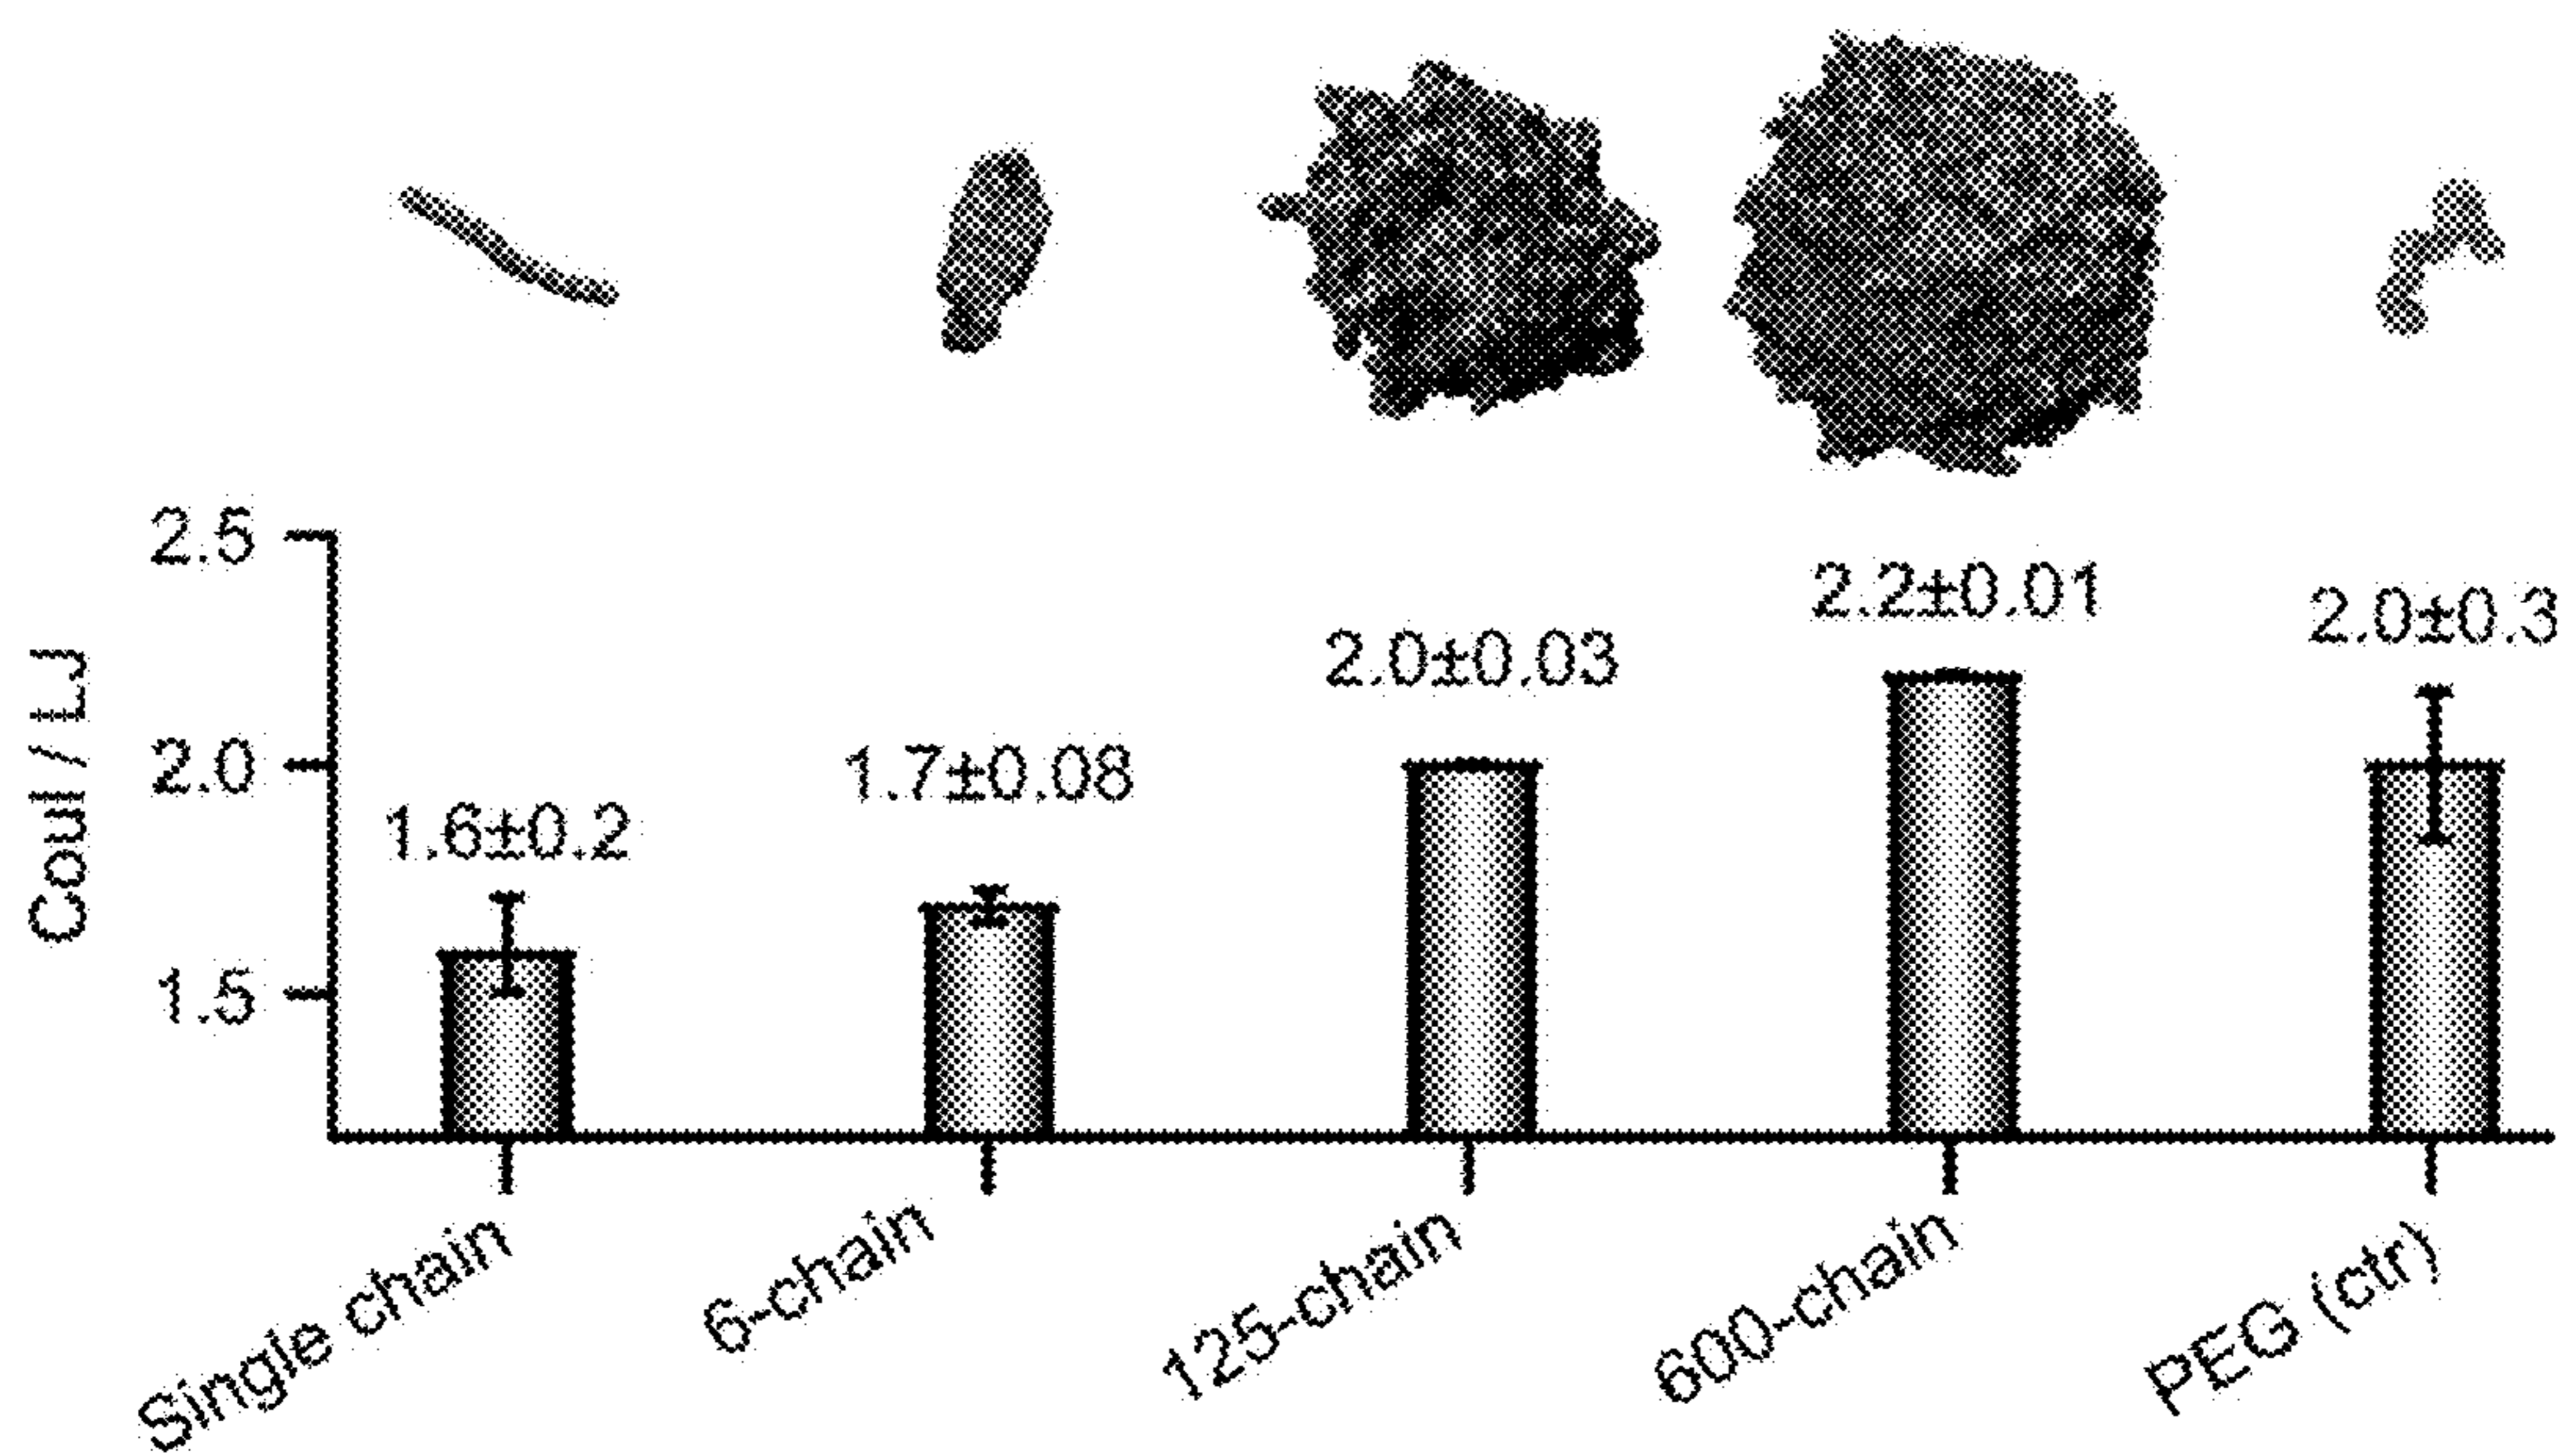 2.5
2.0
1.5
Coul / LJ
1.6±0.2
1.7±0.08
2.0±0.03
2.2±0.01
2.0±0.3
Single chain
6-chain
125-chain
600-chain
PEG (ctr)